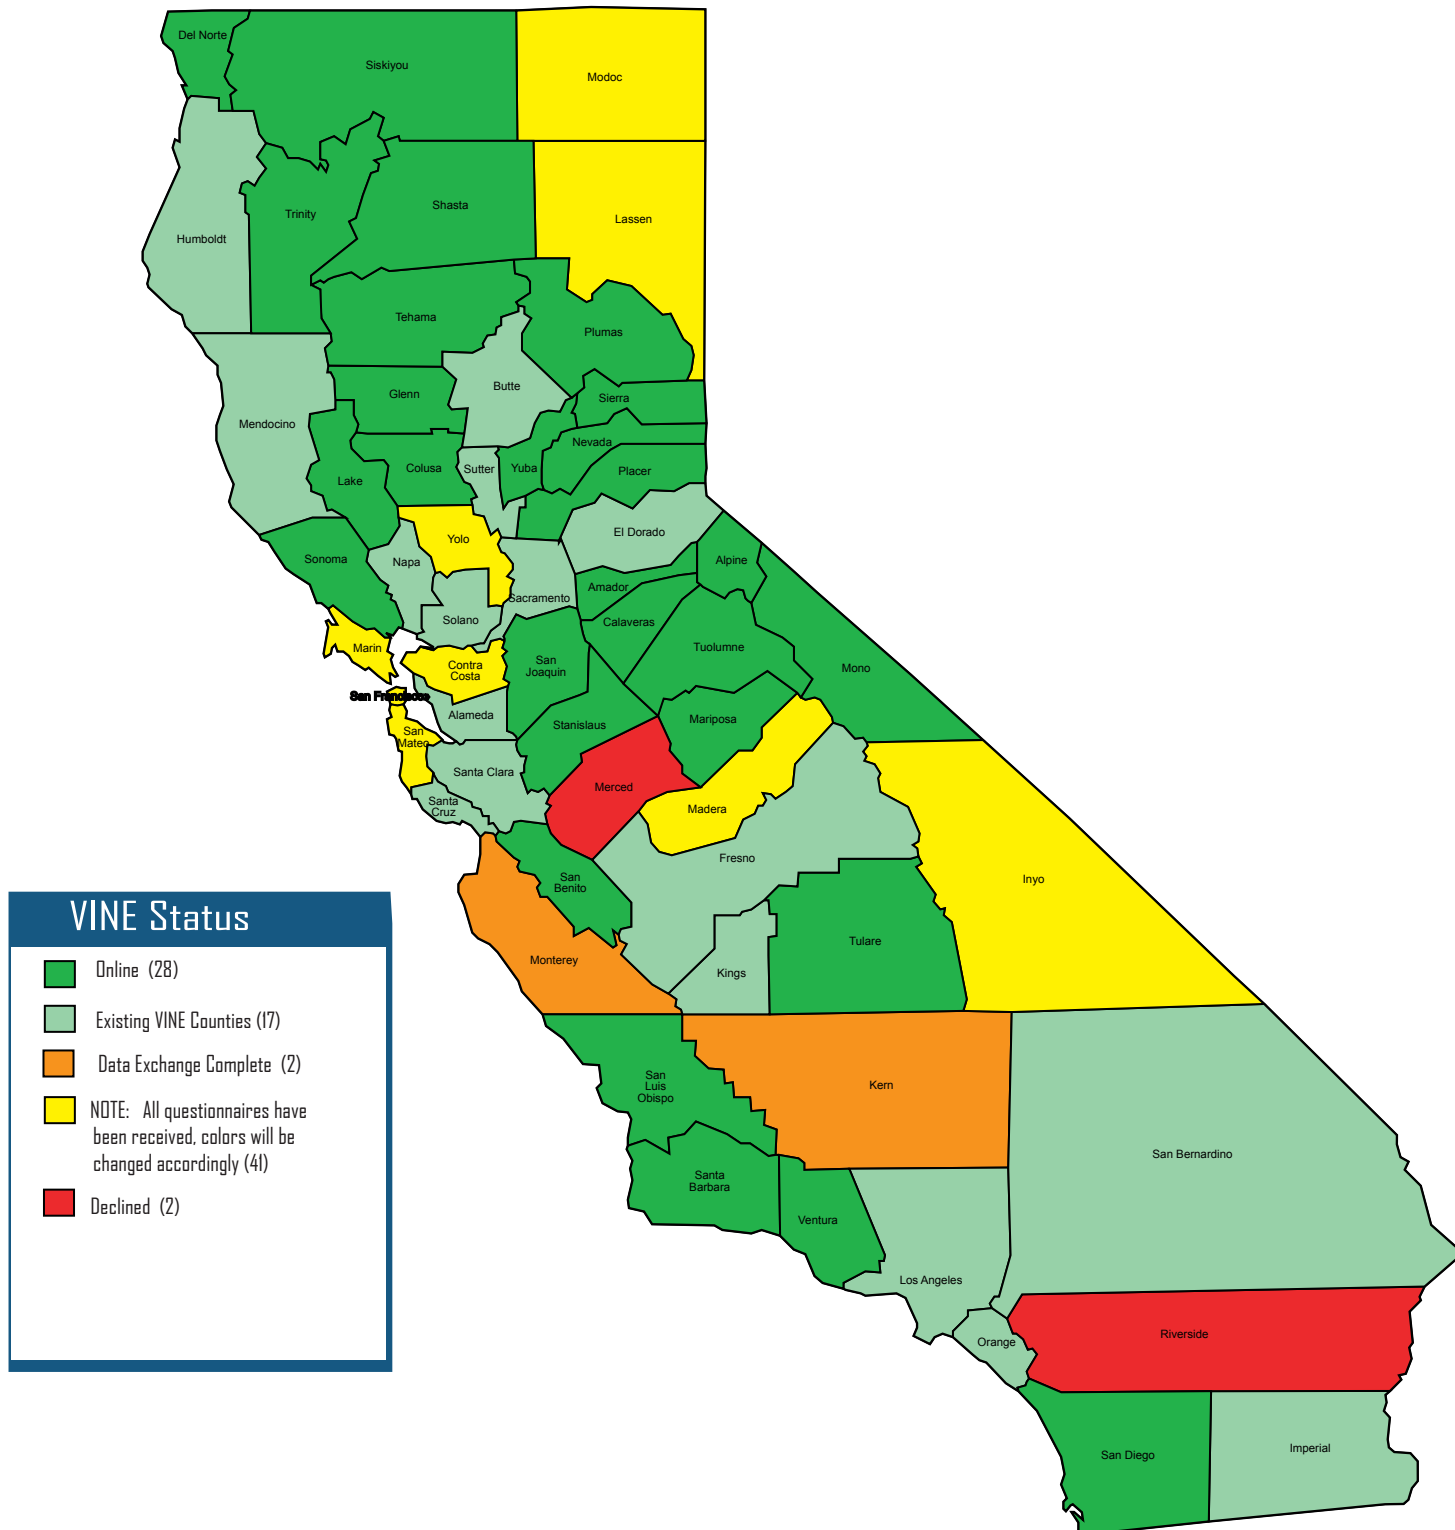 Del Norte
Siskiyou
Modoc
Humboldt
Trinity
Shasta
Lassen
Tehama
Plumas
Mendocino
Glenn
Butte
Sierra
Lake
Colusa
Sutter
Yuba
Nevada
Placer
Sonoma
Napa
Yolo
El Dorado
Alpine
Solano
Sacramento
Amador
Calaveras
Marin
Contra
Costa
San
Joaquin
Tuolumne
Mono
San Francisco
San
Mateo
Alameda
Stanislaus
Mariposa
Santa Clara
Santa
Cruz
Merced
Madera
Fresno
San
Benito
Inyo
Monterey
Kings
Tulare
San
Luis
Obispo
Kern
San Bernardino
Santa
Barbara
Ventura
Los Angeles
Orange
Riverside
San Diego
Imperial
VINE Status
Online (28)
Existing VINE Counties (17)
Data Exchange Complete (2)
NOTE: All questionnaires have
been received, colors will be
changed accordingly (41)
Declined (2)